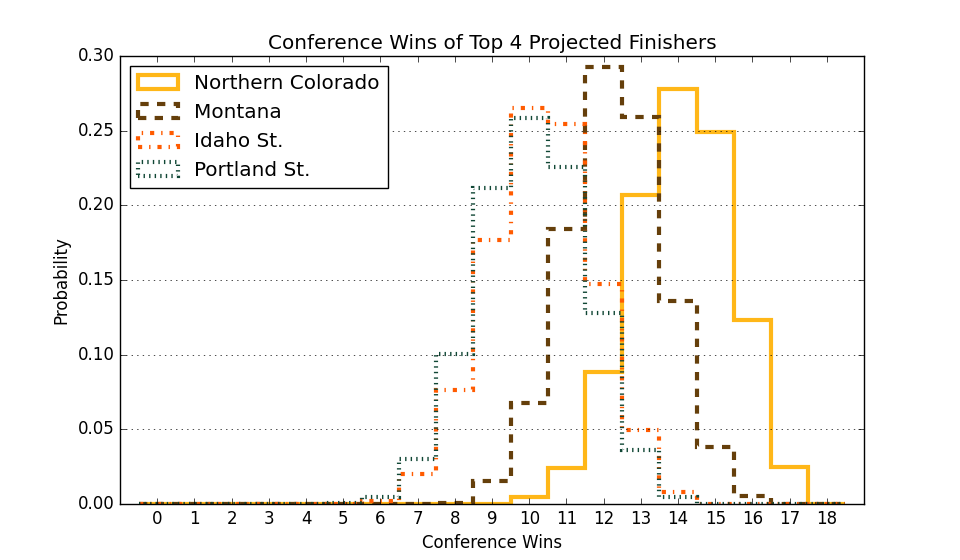 Conference Wins of Top 4 Projected Finishers
0.30
0.25
0.20
0.15
0.10
0.05
0.00
Probability
Northern Colorado
Montana
Idaho St.
Portland St.
0 1 2 3 4 5 6 7 8 9 10 11 12 13 14 15 16 17 18
Conference Wins